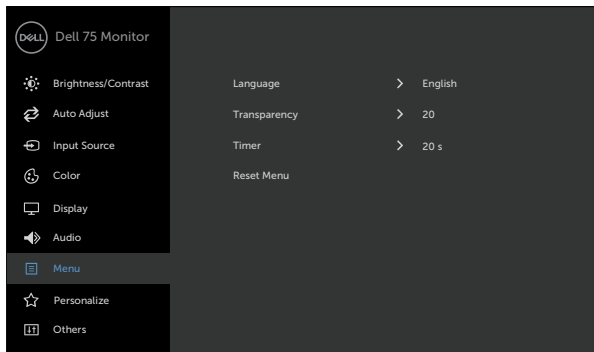 DELL Dell 75 Monitor
Brightness/Contrast
Auto Adjust
Input Source
Color
Display
Audio
Menu
Personalize
Others
Language > English
Transparency > 20
Timer > 20 s
Reset Menu